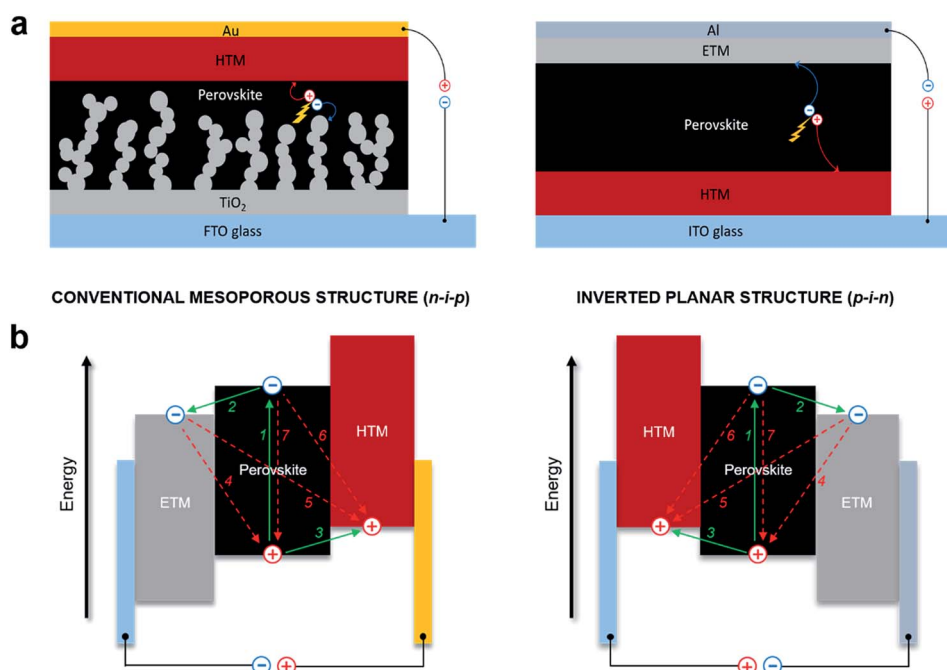 a
Au
HTM
Perovskite
TiO2
FTO glass
Al
ETM
Perovskite
HTM
ITO glass
CONVENTIONAL MESOPOROUS STRUCTURE (n-i-p)
INVERTED PLANAR STRUCTURE (p-i-n)
b
Energy
ETM
Perovskite
HTM
1
2
3
4
5
6
7
Energy
HTM
Perovskite
ETM
1
2
3
4
5
6
7